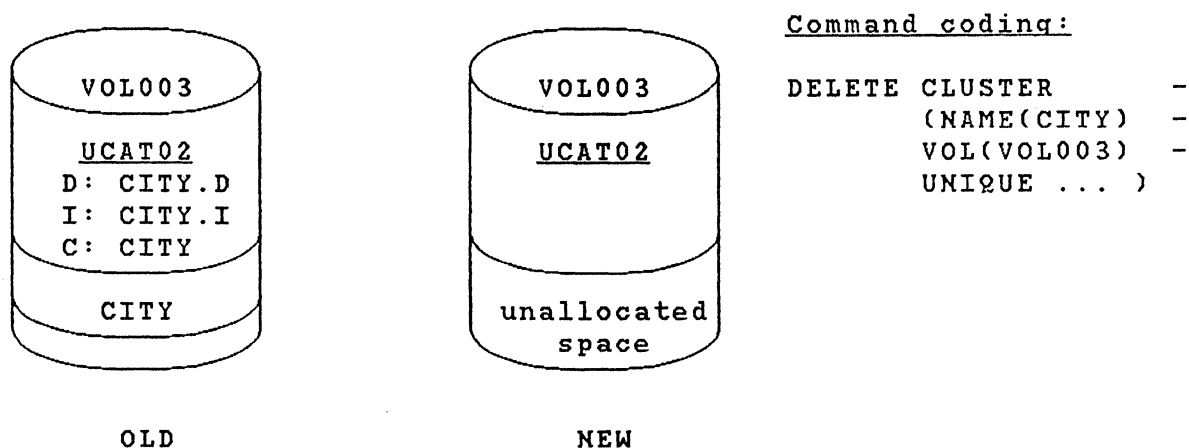 Command coding:
DELETE CLUSTER -
(NAME(CITY) -
VOL(VOL003) -
UNIQUE ... )
VOL003
UCAT02
D: CITY.D
I: CITY.I
C: CITY
CITY
OLD
VOL003
UCAT02
unallocated
space
NEW